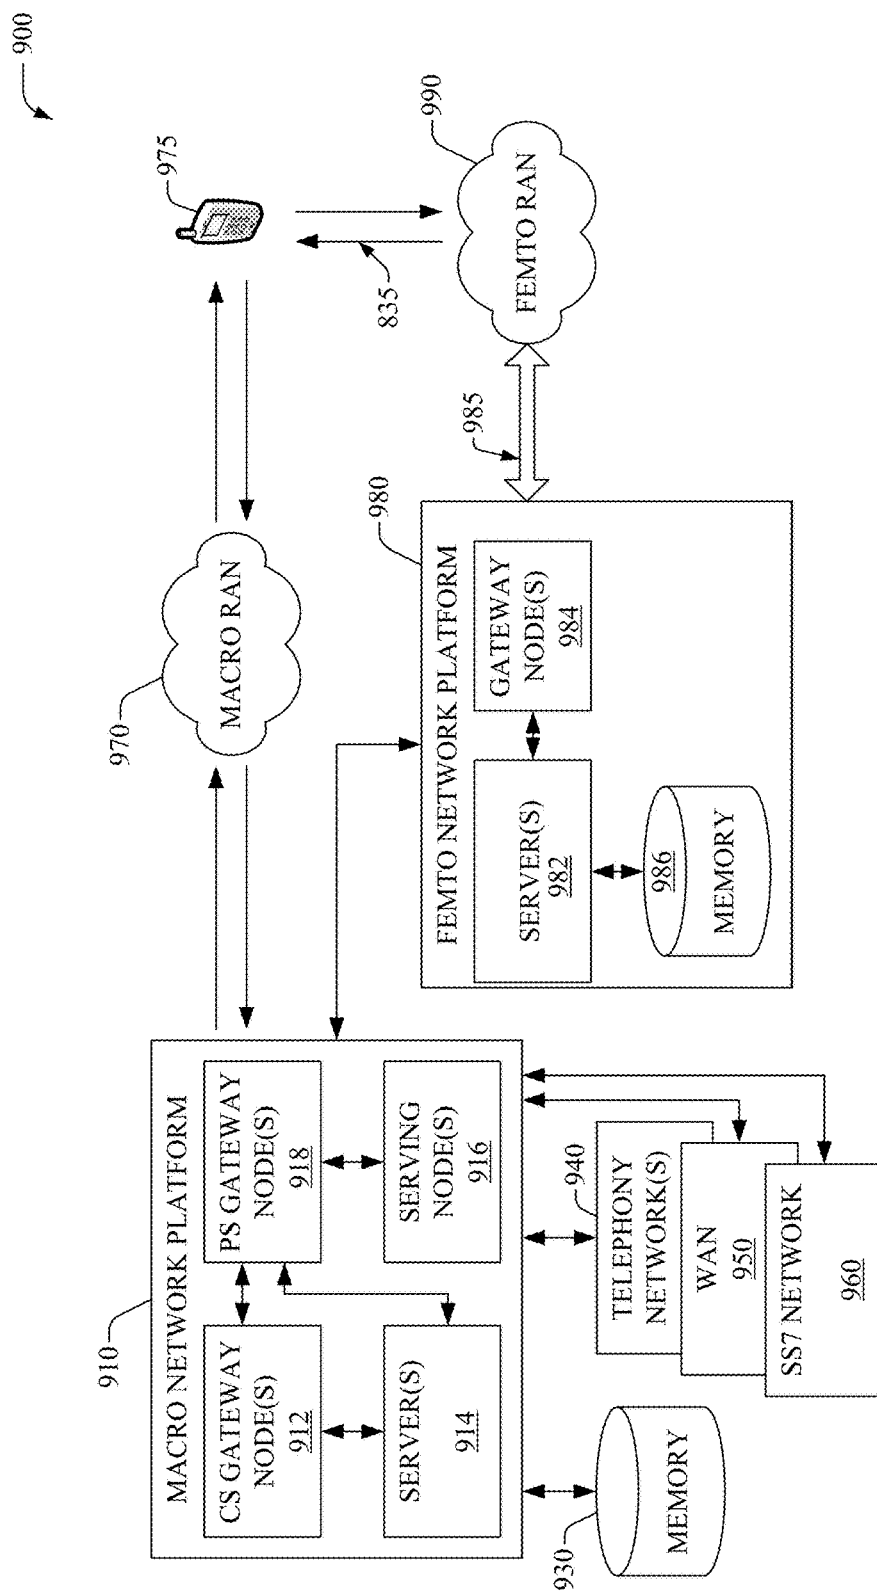 900
975
990
FEMTO RAN
835
985
970
MACRO RAN
980
FEMTO NETWORK PLATFORM
SERVER(S)
982
GATEWAY
NODE(S)
984
986
MEMORY
910
MACRO NETWORK PLATFORM
CS GATEWAY
NODE(S)
912
PS GATEWAY
NODE(S)
918
SERVER(S)
914
SERVING
NODE(S)
916
930
MEMORY
940
TELEPHONY
NETWORK(S)
WAN
950
SS7 NETWORK
960